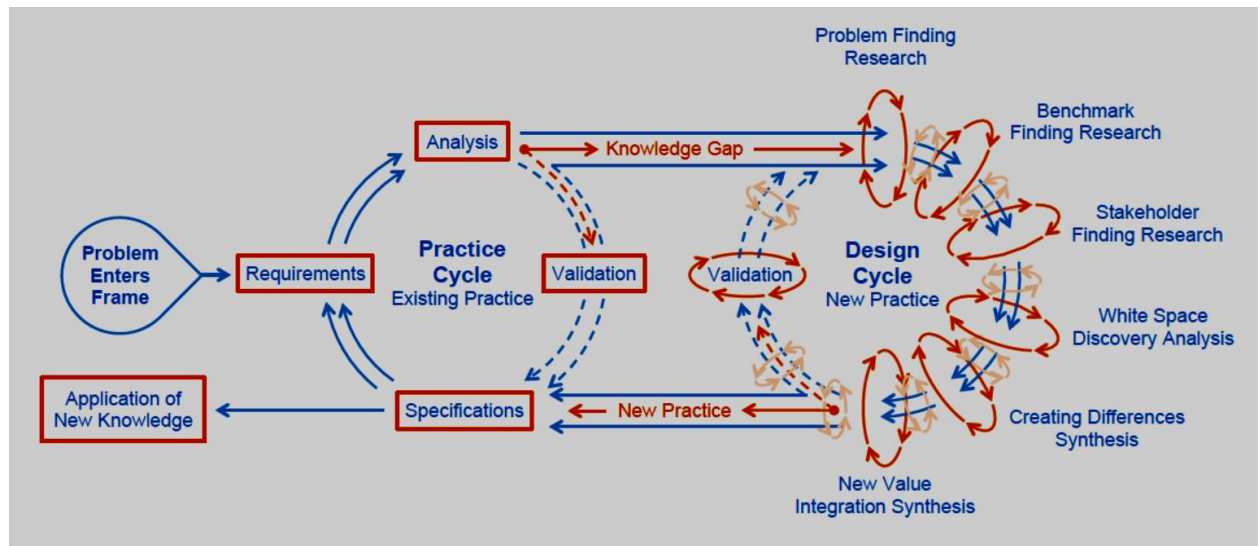 Problem Finding
Research
Benchmark
Finding Research
Analysis
Knowledge Gap
Stakeholder
Finding Research
Problem
Enters
Frame
Requirements
Practice
Cycle
Existing Practice
Validation
Validation
Design
Cycle
New Practice
White Space
Discovery Analysis
Application of
New Knowledge
Specifications
New Practice
Creating Differences
Synthesis
New Value
Integration Synthesis